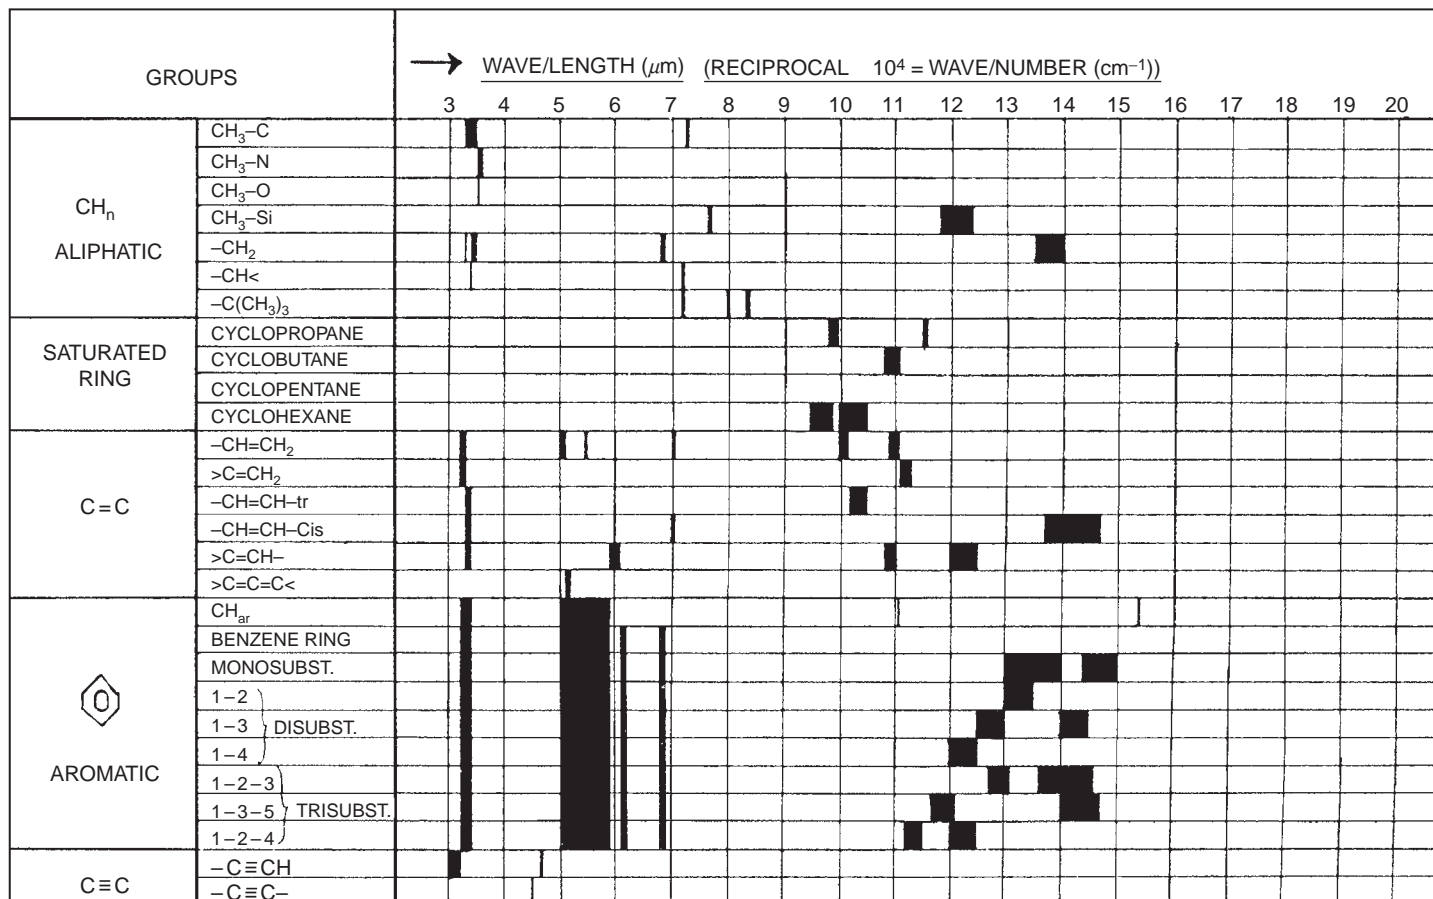 GROUPS
WAVE/LENGTH (μm) (RECIPROCAL 10⁴ = WAVE/NUMBER (cm⁻¹))
3 4 5 6 7 8 9 10 11 12 13 14 15 16 17 18 19 20
CHₙ
ALIPHATIC
CH₃–C
CH₃–N
CH₃–O
CH₃–Si
–CH₂
–CH<
–C(CH₃)₃
SATURATED
RING
CYCLOPROPANE
CYCLOBUTANE
CYCLOPENTANE
CYCLOHEXANE
C=C
–CH=CH₂
>C=CH₂
–CH=CH–tr
–CH=CH–Cis
>C=CH–
>C=C=C<
AROMATIC
CHₐᵣ
BENZENE RING
MONOSUBST.
1–2
1–3 DISUBST.
1–4
1–2–3
1–3–5 TRISUBST.
1–2–4
C≡C
–C≡CH
–C≡C–